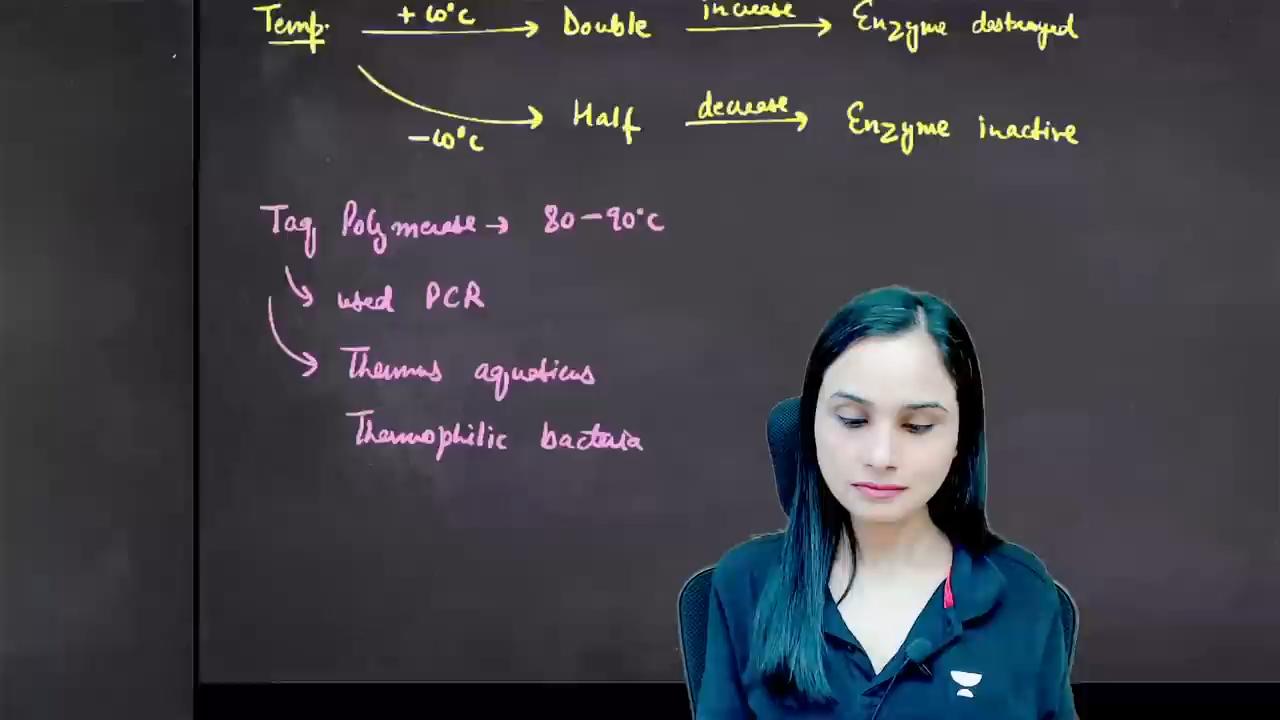 Temp. +10°C Double increase Enzyme destroyed
-10°C Half decrease Enzyme inactive
Taq Polymerase → 80-90°C
used PCR
Thermus aquaticus
Thermophilic bacteria